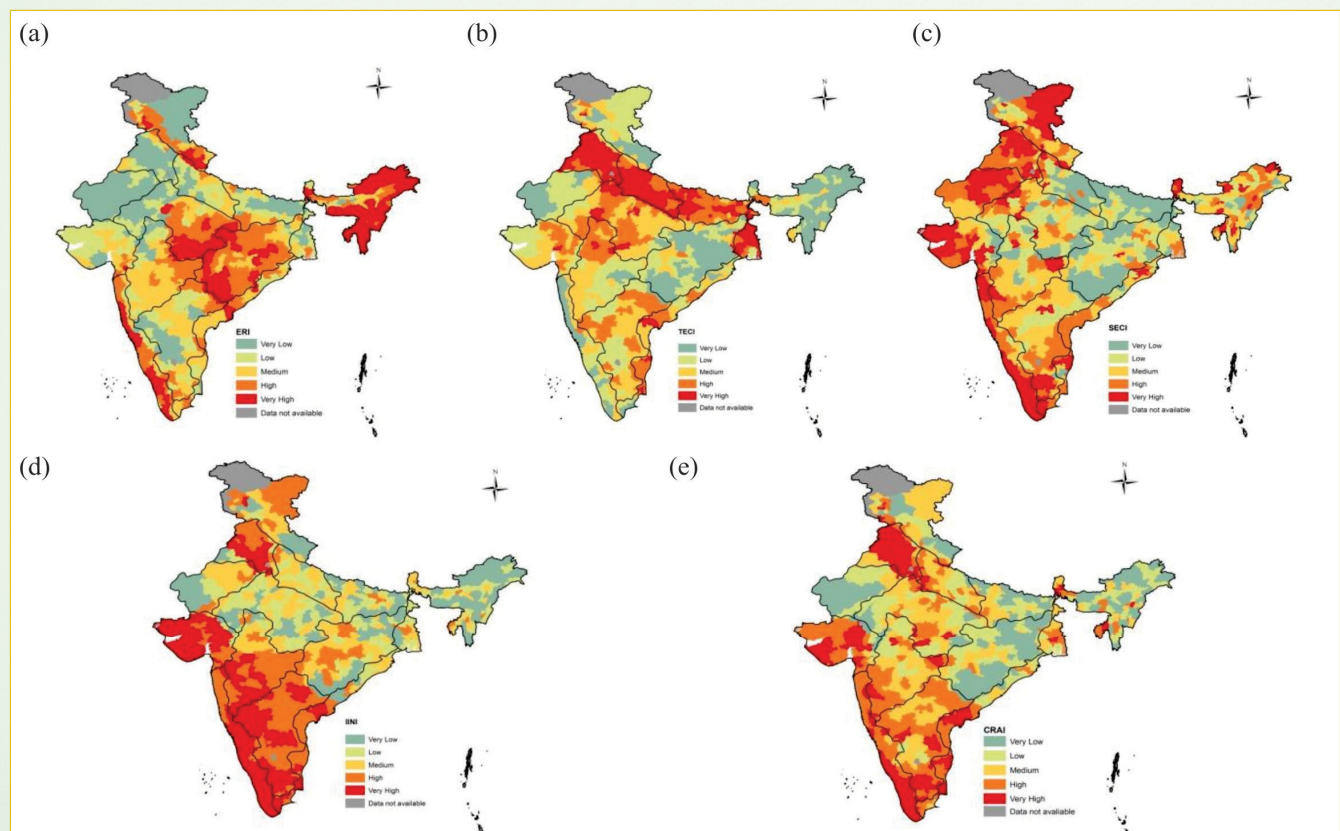 (a)
(b)
(c)
N
N
N
ERI
Very Low
Low
Medium
High
Very High
Data not available
TECI
Very Low
Low
Medium
High
Very High
Data not available
SECI
Very Low
Low
Medium
High
Very High
Data not available
(d)
(e)
N
N
IINI
Very Low
Low
Medium
High
Very High
Data not available
CRAI
Very Low
Low
Medium
High
Very High
Data not avaliable